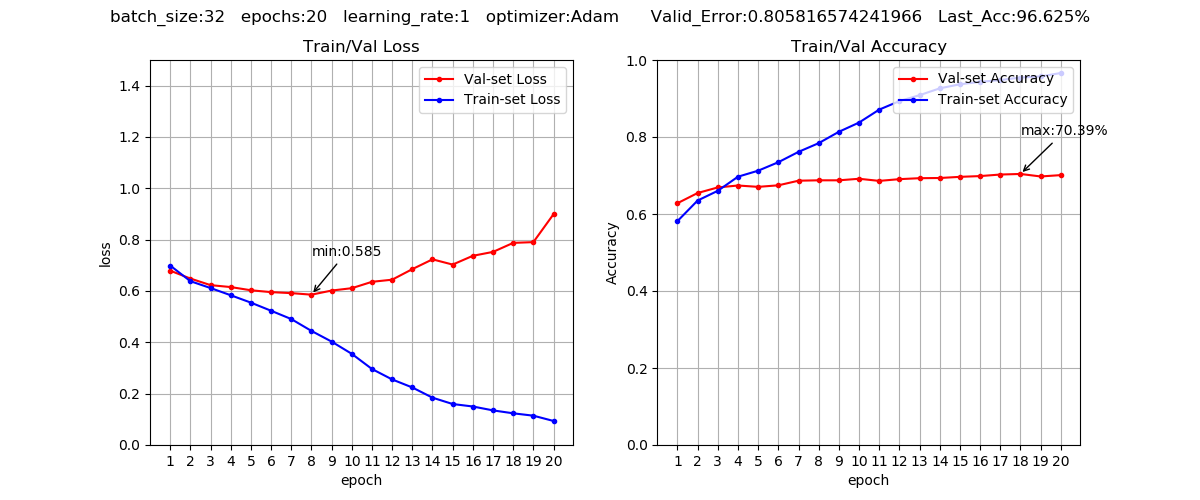 batch_size:32 epochs:20 learning_rate:1 optimizer:Adam Valid_Error:0.805816574241966 Last_Acc:96.625%
Train/Val Loss
Val-set Loss
Train-set Loss
min:0.585
loss
1.4
1.2
1.0
0.8
0.6
0.4
0.2
0.0
1 2 3 4 5 6 7 8 9 10 11 12 13 14 15 16 17 18 19 20
epoch
Train/Val Accuracy
Val-set Accuracy
Train-set Accuracy
max:70.39%
Accuracy
1.0
0.8
0.6
0.4
0.2
0.0
1 2 3 4 5 6 7 8 9 10 11 12 13 14 15 16 17 18 19 20
epoch